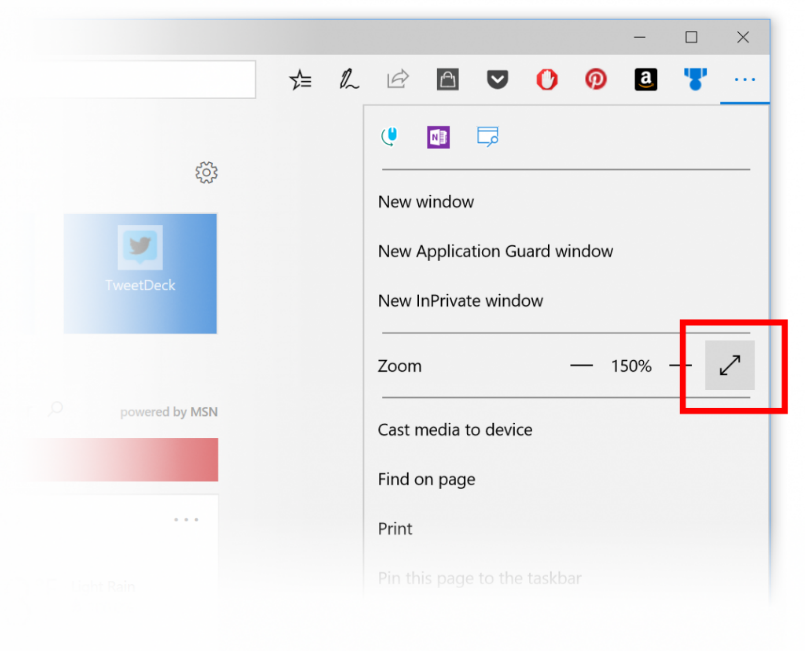 New window
New Application Guard window
New InPrivate window
Zoom
150%
Cast media to device
Find on page
Print
Pin this page to the taskbar
TweetDeck
powered by MSN
Rain